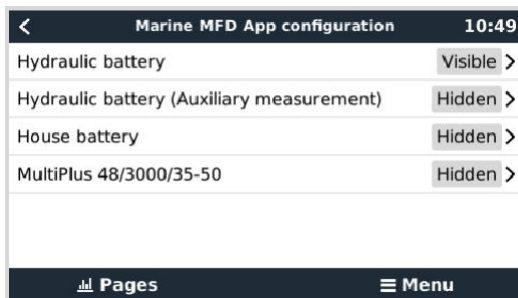 Marine MFD App configuration 10:49
Hydraulic battery Visible
Hydraulic battery (Auxiliary measurement) Hidden
House battery Hidden
MultiPlus 48/3000/35-50 Hidden
Pages Menu